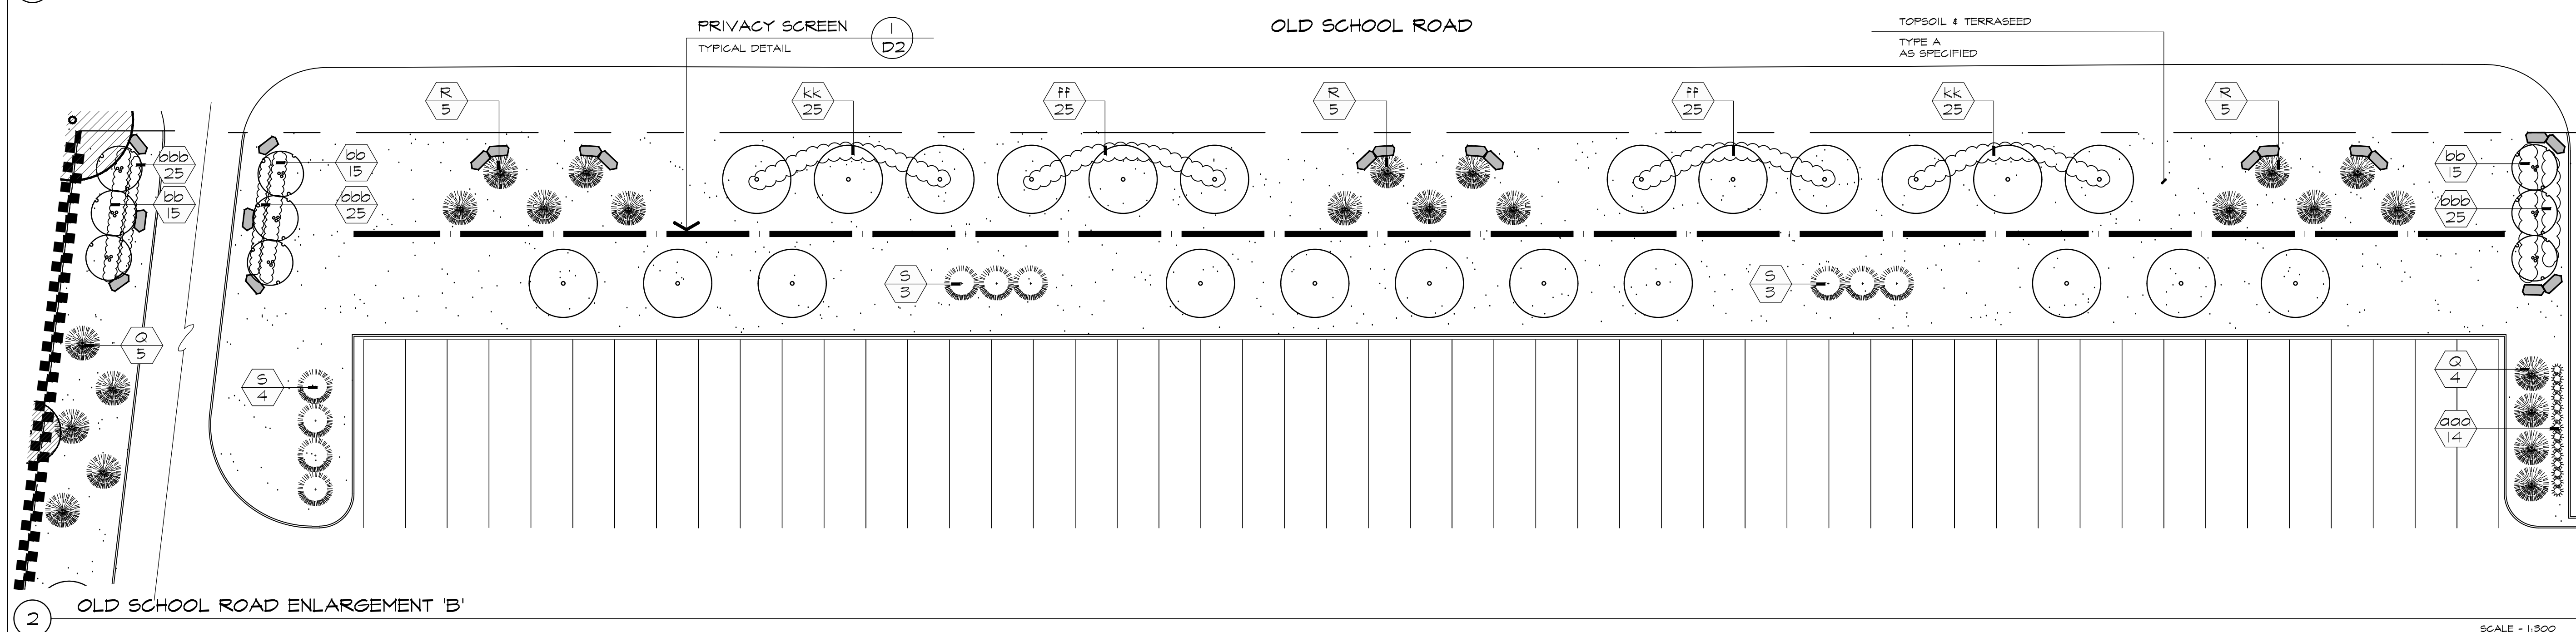 PRIVACY SCREEN
TYPICAL DETAIL
1
D2
OLD SCHOOL ROAD
TOPSOIL & TERRASEED
TYPE A
AS SPECIFIED
R
5
kk
25
ff
25
R
5
ff
25
kk
25
R
5
bbb
25
bb
15
bb
15
bbb
25
bb
15
bbb
25
S
3
S
3
Q
5
S
4
Q
4
aaa
14
2
OLD SCHOOL ROAD ENLARGEMENT 'B'
SCALE - 1:300